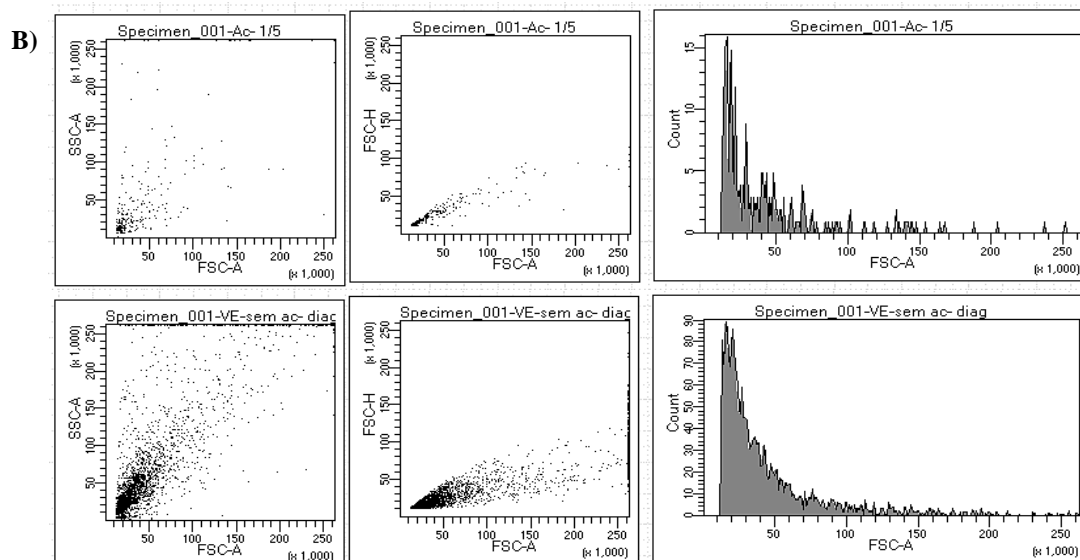 B)
Specimen_001-Ac- 1/5
SSC-A
(x 1,000)
50 100 150 200 250
50 100 150 200 250
FSC-A
(x 1,000)
Specimen_001-Ac- 1/5
FSC-H
(x 1,000)
50 100 150 200 250
50 100 150 200 250
FSC-A
(x 1,000)
Specimen_001-Ac- 1/5
Count
0 5 10 15
50 100 150 200 250
FSC-A
(x 1,000)
Specimen_001-VE-sem ac- diag
SSC-A
(x 1,000)
50 100 150 200 250
50 100 150 200 250
FSC-A
(x 1,000)
Specimen_001-VE-sem ac- diag
FSC-H
(x 1,000)
50 100 150 200 250
50 100 150 200 250
FSC-A
(x 1,000)
Specimen_001-VE-sem ac- diag
Count
0 10 20 30 40 50 60 70 80 90
50 100 150 200 250
FSC-A
(x 1,000)